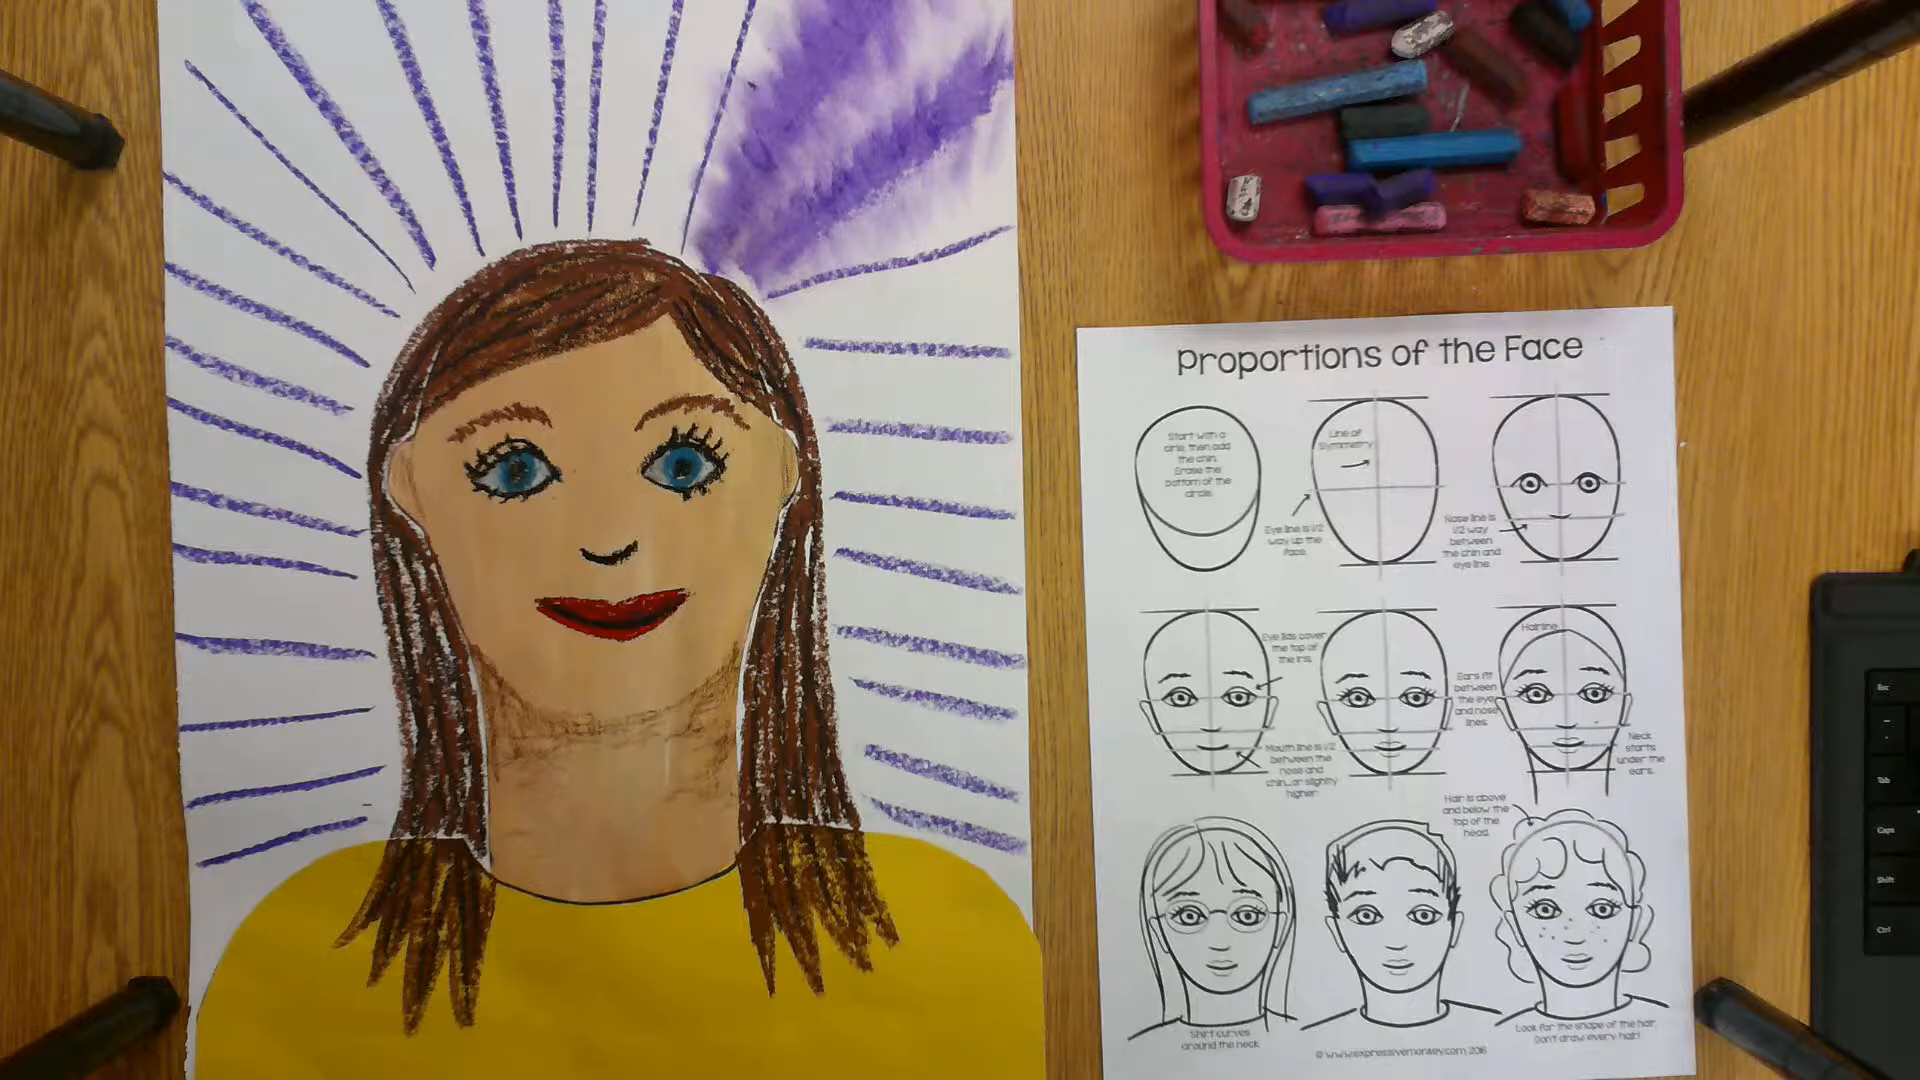 Proportions of the Face
Start with a
circle, then add
the chin.
Erase the
bottom of the
circle.
Line of
Symmetry
Eye line is 1/2
way up the
face.
Nose line is
1/2 way
between
the chin and
eye line.
Eye lids cover
the top of
the iris.
Mouth line is 1/2
between the
nose and
chin...or slightly
higher.
Ears fit
between
the eye
and nose
lines.
Hairline
Neck
starts
under the
ears.
Hair is above
and below the
top of the
head.
Shirt curves
around the neck.
Look for the shape of the hair.
Don't draw every hair!
© www.expressivemonkey.com, 2016
Esc
Tab
Caps
Shift
Ctrl